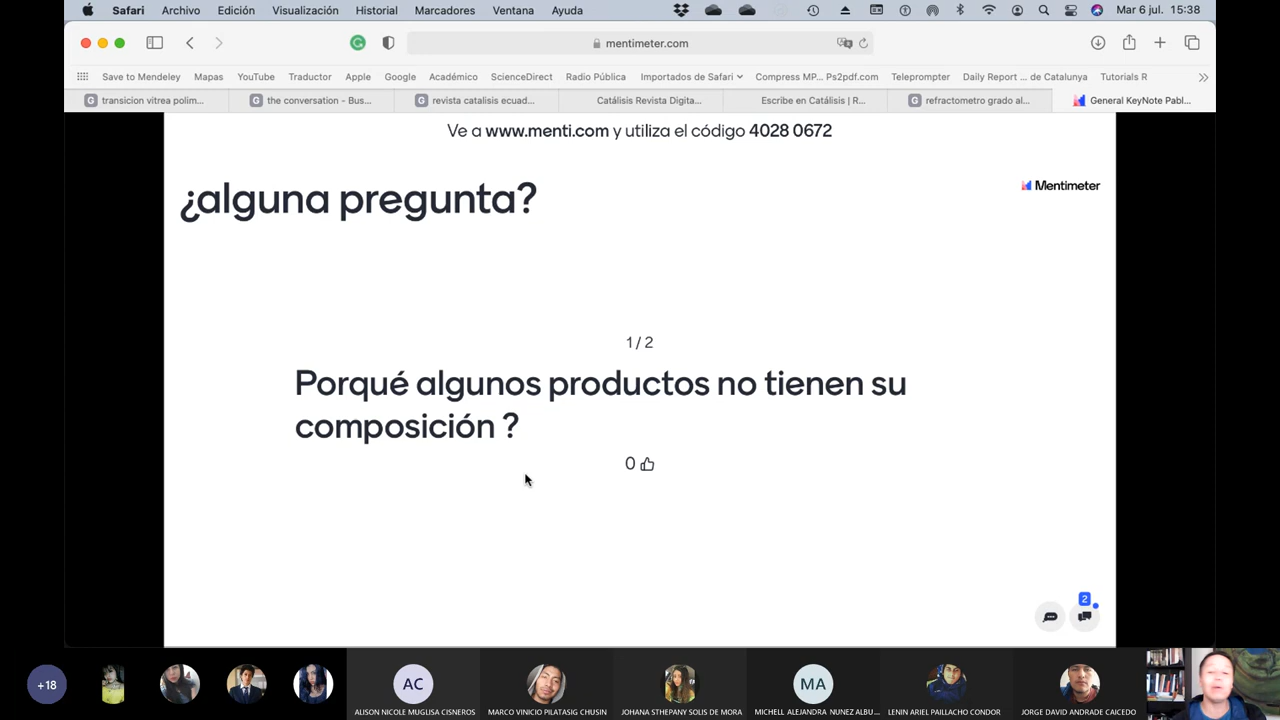 Safari Archivo Edición Visualización Historial Marcadores Ventana Ayuda Mar 6 jul. 15:38
mentimeter.com
Save to Mendeley Mapas YouTube Traductor Apple Google Académico ScienceDirect Radio Pública Importados de Safari Compress MP... Ps2pdf.com Teleprompter Daily Report ... de Catalunya Tutorials R
G transicion vitrea polim... G the conversation - Bus... G revista catalisis ecuad... Catálisis Revista Digita... Escribe en Catálisis | R... G refractometro grado al... General KeyNote Pabl...
Ve a www.menti.com y utiliza el código 4028 0672
¿alguna pregunta?
Mentimeter
1 / 2
Porqué algunos productos no tienen su
composición ?
0
2
+18
AC
MA
ALISON NICOLE MUGLISA CISNEROS MARCO VINICIO PILATASIG CHUSIN JOHANA STHEPANY SOLIS DE MORA MICHELL ALEJANDRA NUNEZ ALBU... LENIN ARIEL PAILLACHO CONDOR JORGE DAVID ANDRADE CAICEDO